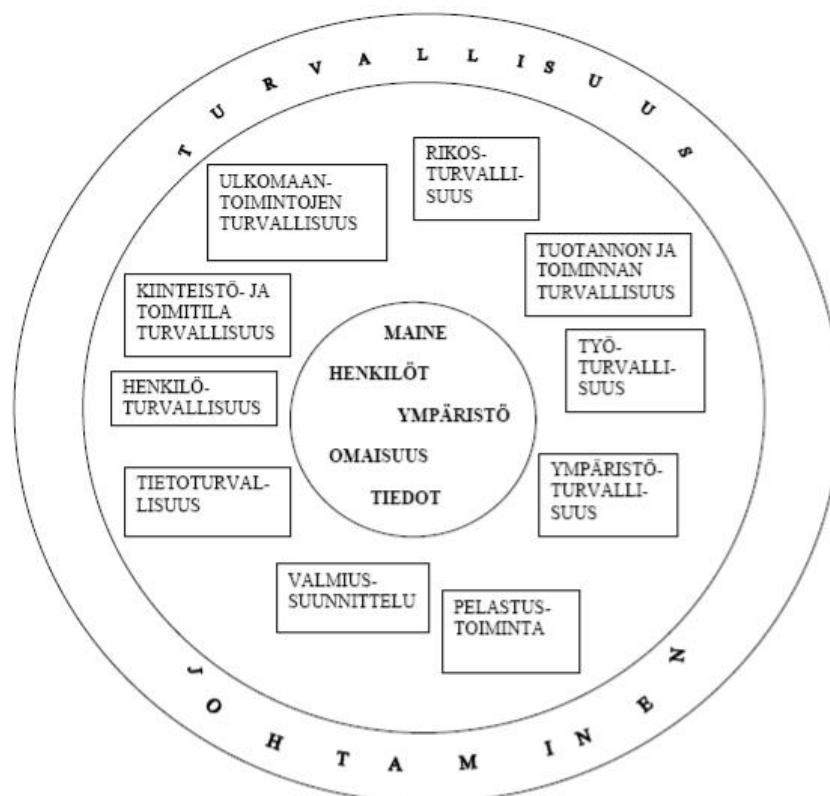 TURVALLISUUS
RIKOS-
TURVALLI-
SUUS
ULKOMAAN-
TOIMINTOJEN
TURVALLISUUS
TUOTANNON JA
TOIMINNAN
TURVALLISUUS
KIINTEISTÖ- JA
TOIMITILA
TURVALLISUUS
TYÖ-
TURVALLI-
SUUS
HENKILÖ-
TURVALLISUUS
MAINE
HENKILÖT
YMPÄRISTÖ
OMAISUUS
TIEDOT
TIETOTURVAL-
LISUUS
YMPÄRISTÖ-
TURVALLI-
SUUS
VALMIUS-
SUUNNITTELU
PELASTUS-
TOIMINTA
JOHTAMINEN